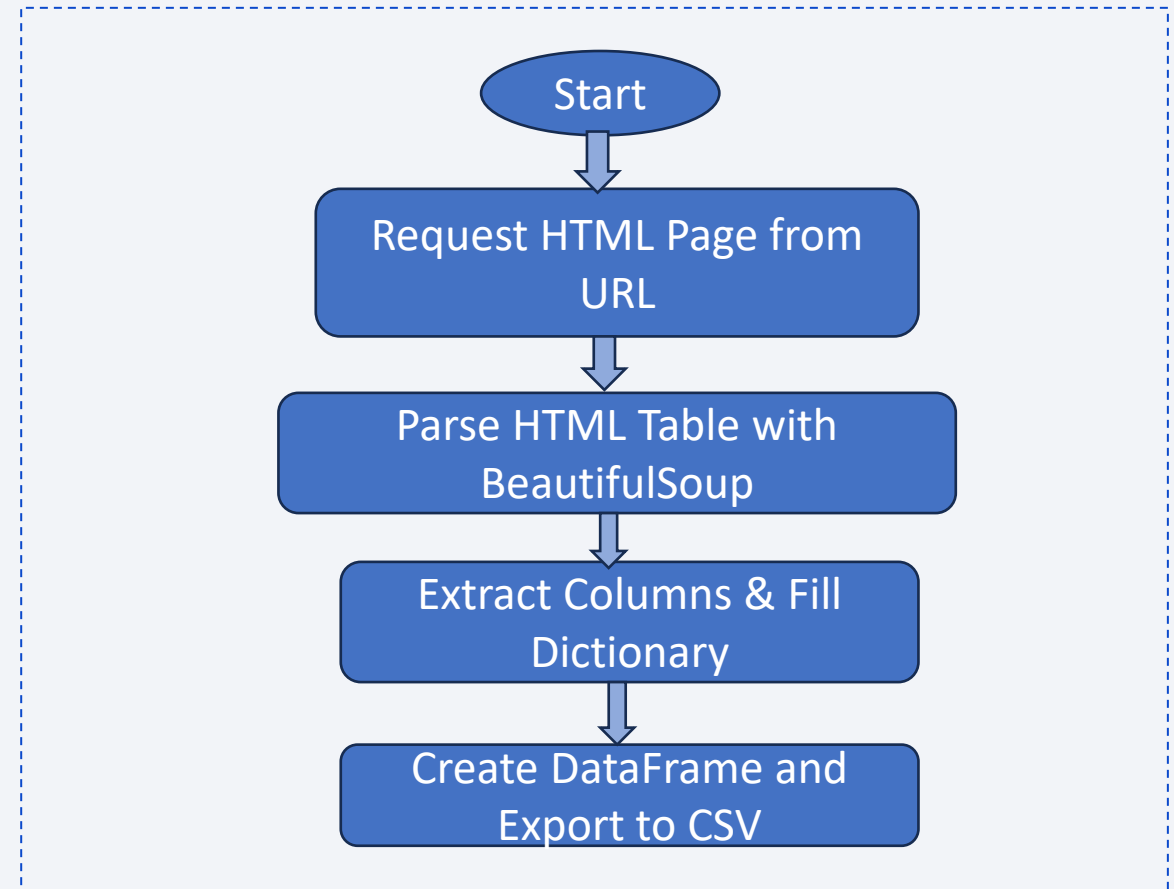 Start
Request HTML Page from
URL
Parse HTML Table with
BeautifulSoup
Extract Columns & Fill
Dictionary
Create DataFrame and
Export to CSV